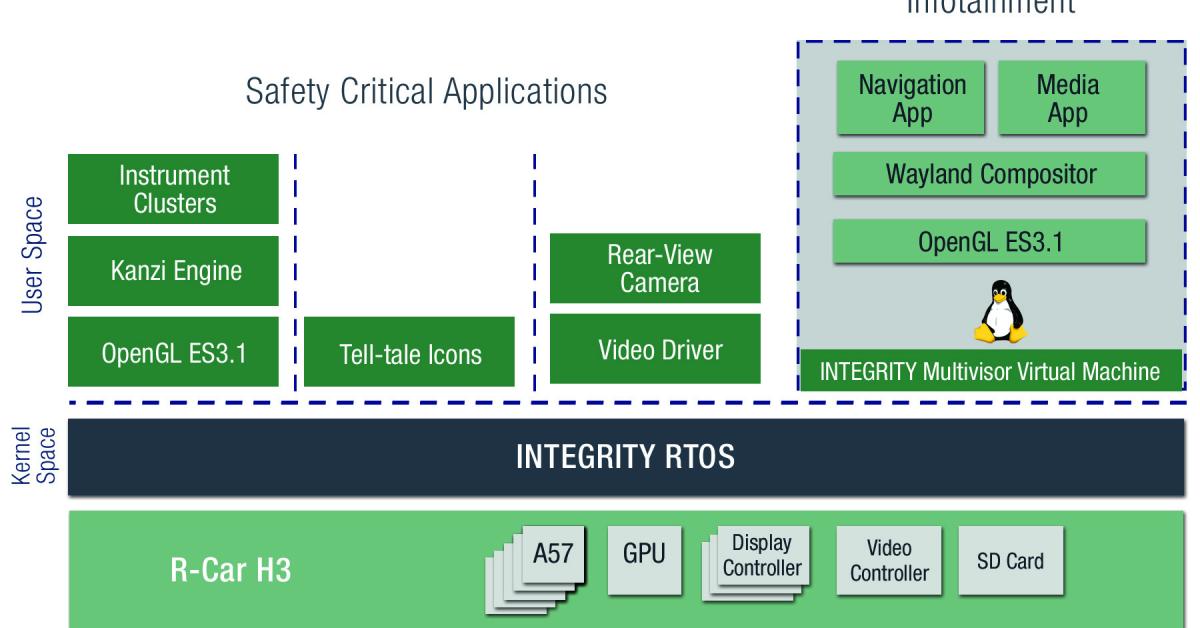 Infotainment
Safety Critical Applications
Navigation
App
Media
App
Wayland Compositor
OpenGL ES3.1
INTEGRITY Multivisor Virtual Machine
User Space
Instrument
Clusters
Kanzi Engine
OpenGL ES3.1
Tell-tale Icons
Rear-View
Camera
Video Driver
Kernel
Space
INTEGRITY RTOS
R-Car H3
A57
GPU
Display
Controller
Video
Controller
SD Card